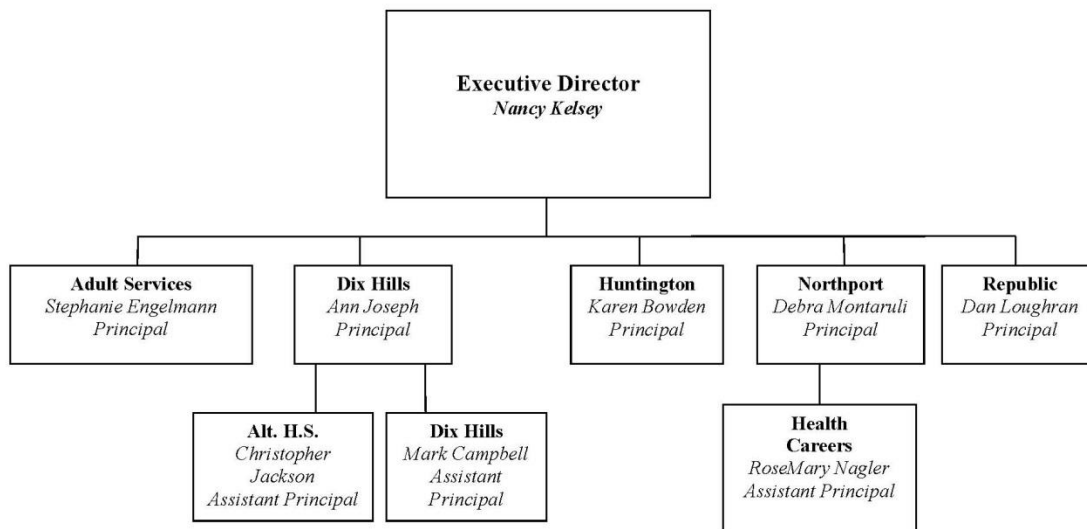 Executive Director
Nancy Kelsey
Adult Services
Stephanie Engelmann
Principal
Dix Hills
Ann Joseph
Principal
Huntington
Karen Bowden
Principal
Northport
Debra Montaruli
Principal
Republic
Dan Loughran
Principal
Alt. H.S.
Christopher
Jackson
Assistant Principal
Dix Hills
Mark Campbell
Assistant
Principal
Health
Careers
RoseMary Nagler
Assistant Principal